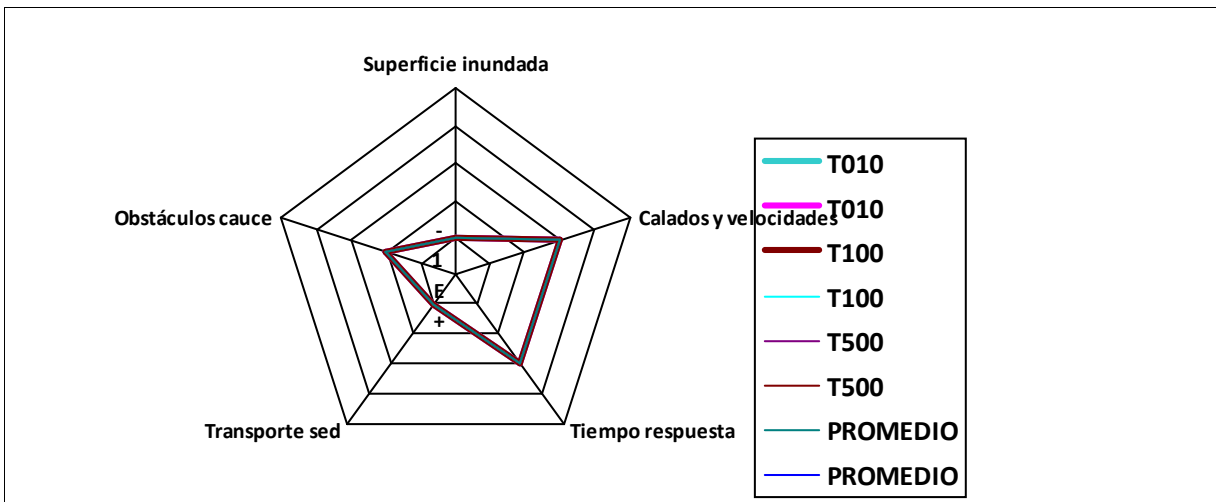 Superficie inundada
Calados y velocidades
Tiempo respuesta
Transporte sed
Obstáculos cauce
-
1
E
+
T010
T010
T100
T100
T500
T500
PROMEDIO
PROMEDIO